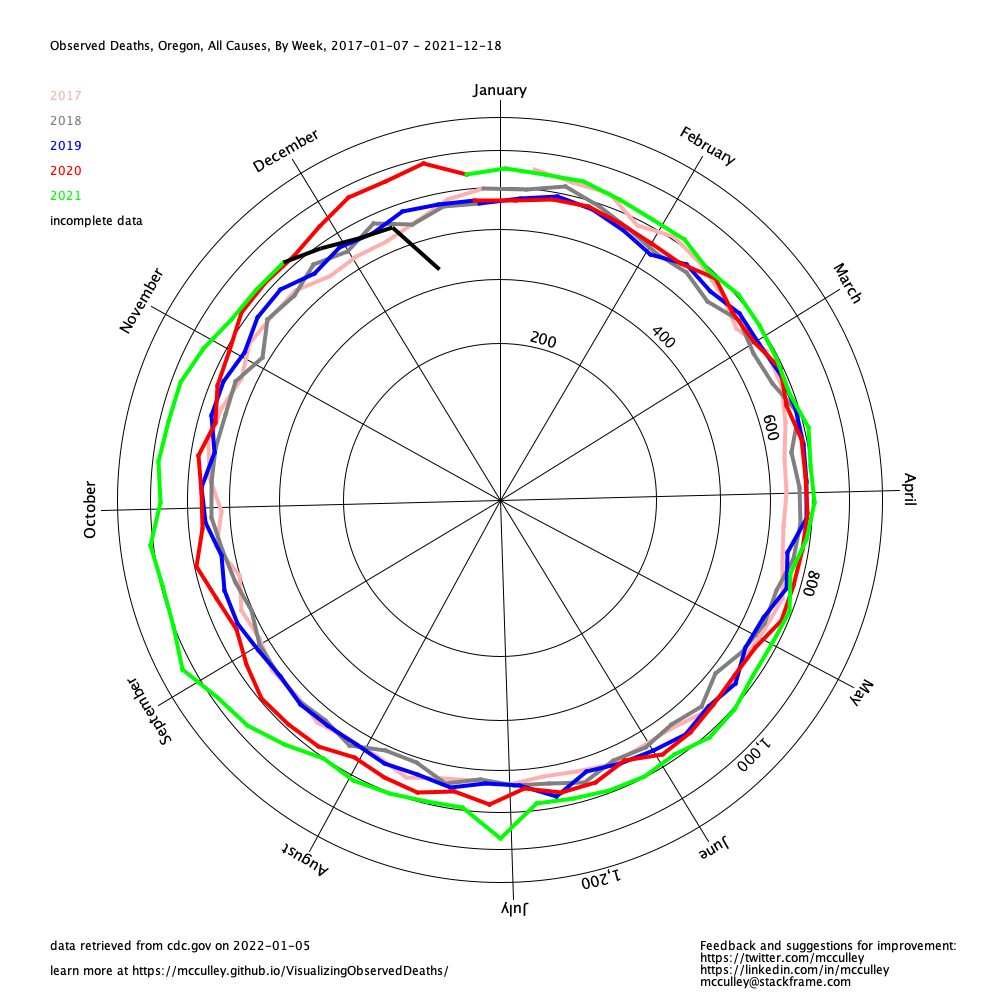 Observed Deaths, Oregon, All Causes, By Week, 2017-01-07 - 2021-12-18
2017
2018
2019
2020
2021
incomplete data
January
February
March
April
May
June
July
August
September
October
November
December
200
400
600
800
1,000
1,200
data retrieved from cdc.gov on 2022-01-05
learn more at https://mcculley.github.io/VisualizingObservedDeaths/
Feedback and suggestions for improvement:
https://twitter.com/mcculley
https://linkedin.com/in/mcculley
mcculley@stackframe.com